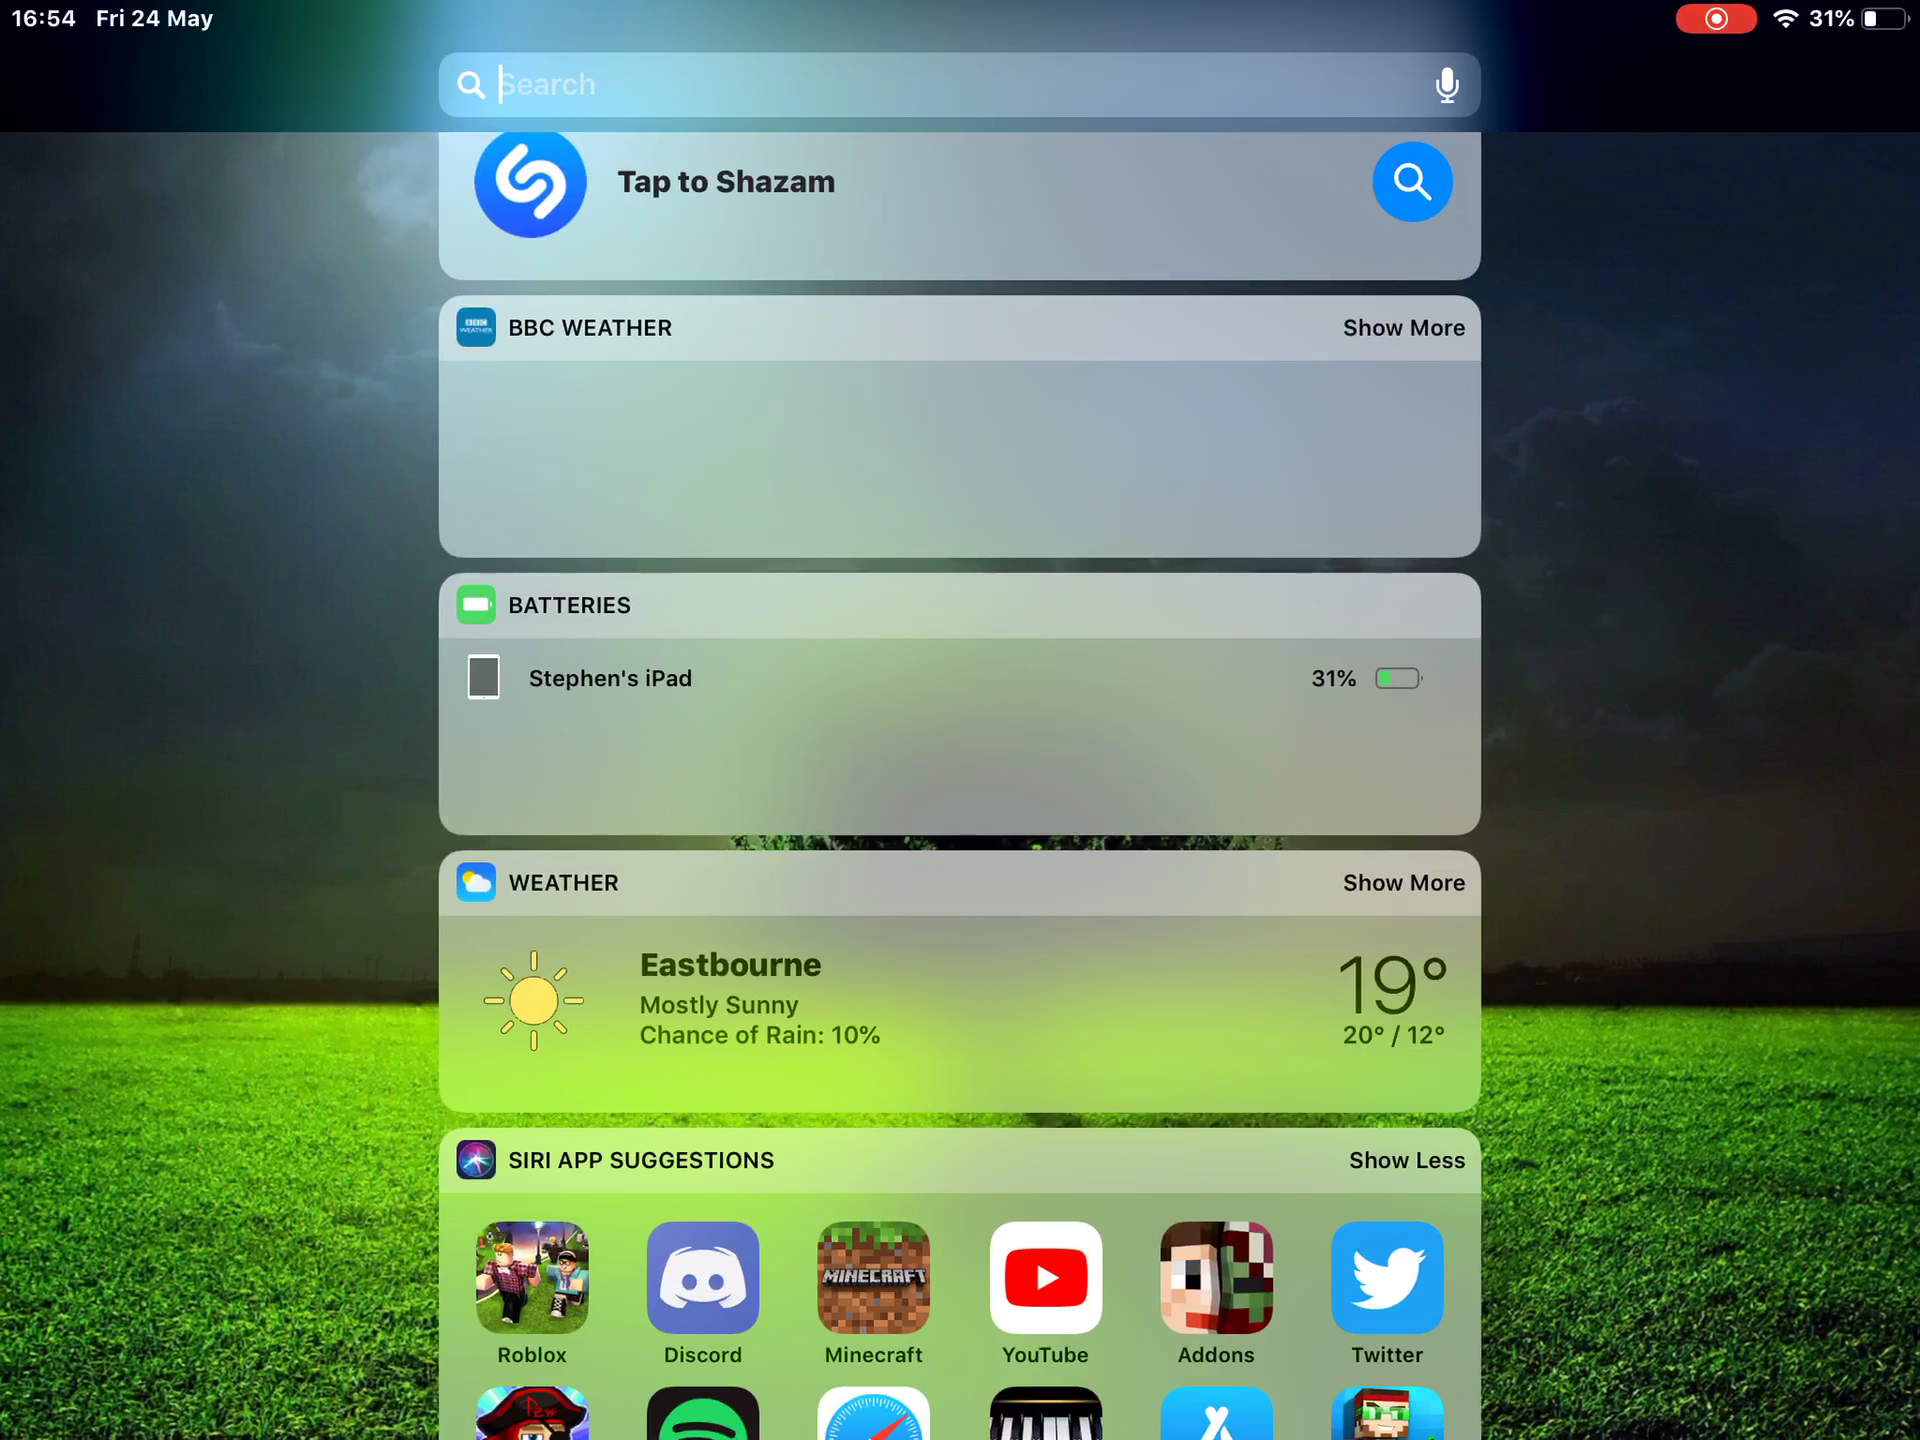 16:54 Fri 24 May 31%
Search
Tap to Shazam
BBC WEATHER Show More
BATTERIES
Stephen's iPad 31%
WEATHER Show More
Eastbourne 19°
Mostly Sunny
Chance of Rain: 10% 20° / 12°
SIRI APP SUGGESTIONS Show Less
MINECRAFT
Roblox Discord Minecraft YouTube Addons Twitter